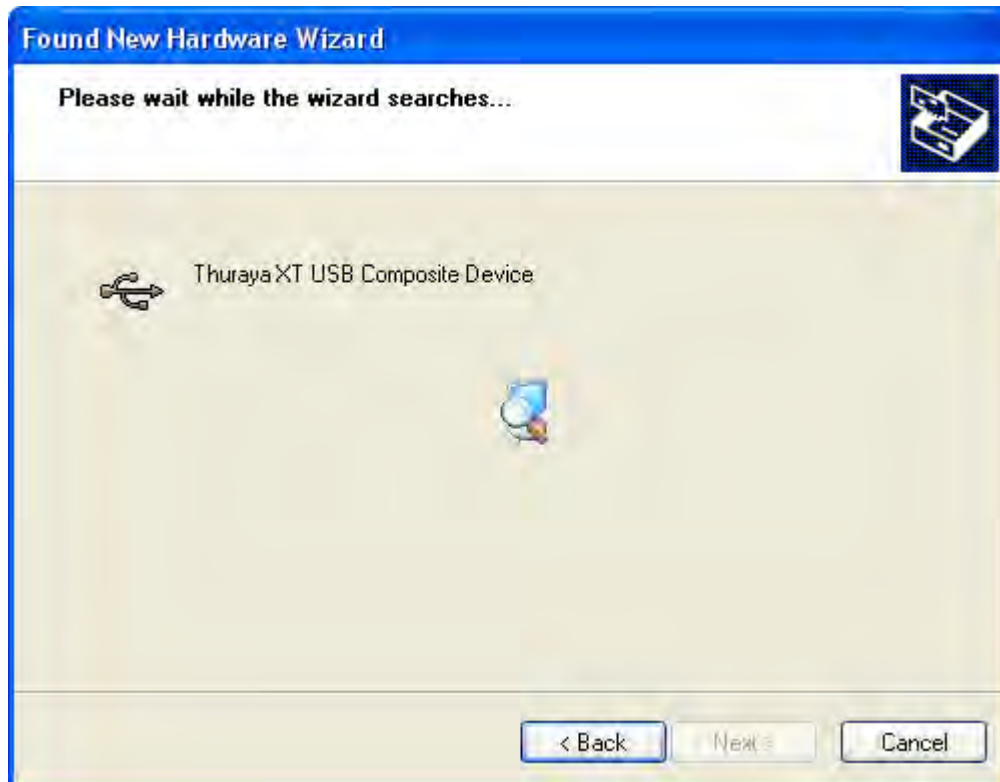 Found New Hardware Wizard
Please wait while the wizard searches...
Thuraya XT USB Composite Device
< Back
Next >
Cancel